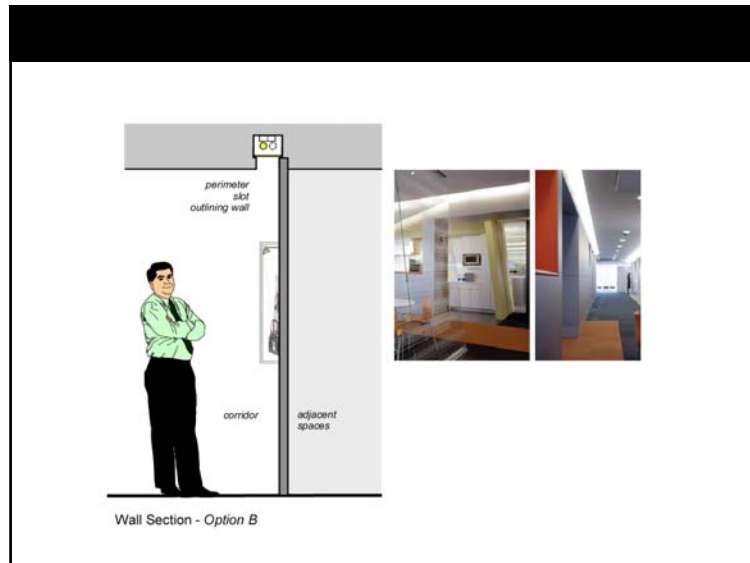 perimeter
slot
outlining wall
corridor
adjacent
spaces
Wall Section - Option B